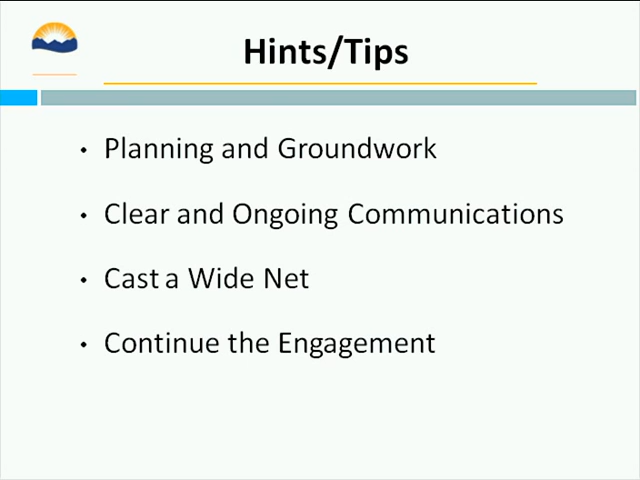 Hints/Tips
• Planning and Groundwork
• Clear and Ongoing Communications
• Cast a Wide Net
• Continue the Engagement